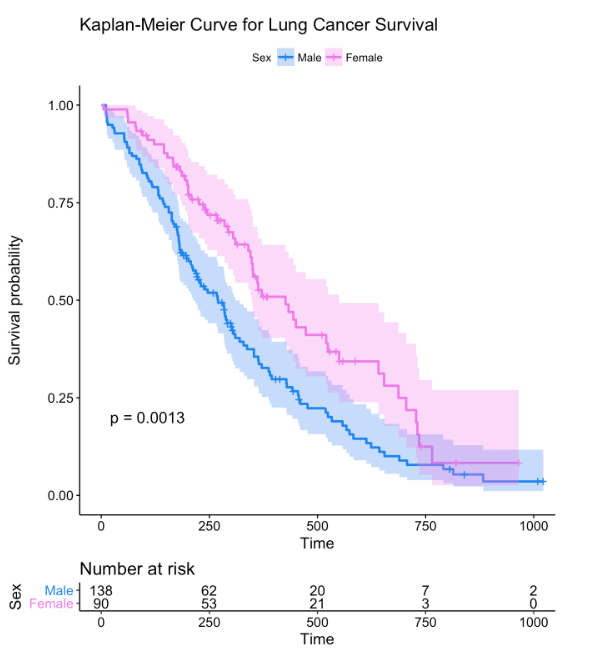 Kaplan-Meier Curve for Lung Cancer Survival
Sex Male Female
Survival probability
1.00
0.75
0.50
0.25
0.00
p = 0.0013
0 250 500 750 1000
Time
Number at risk
Sex
Male 138 62 20 7 2
Female 90 53 21 3 0
0 250 500 750 1000
Time